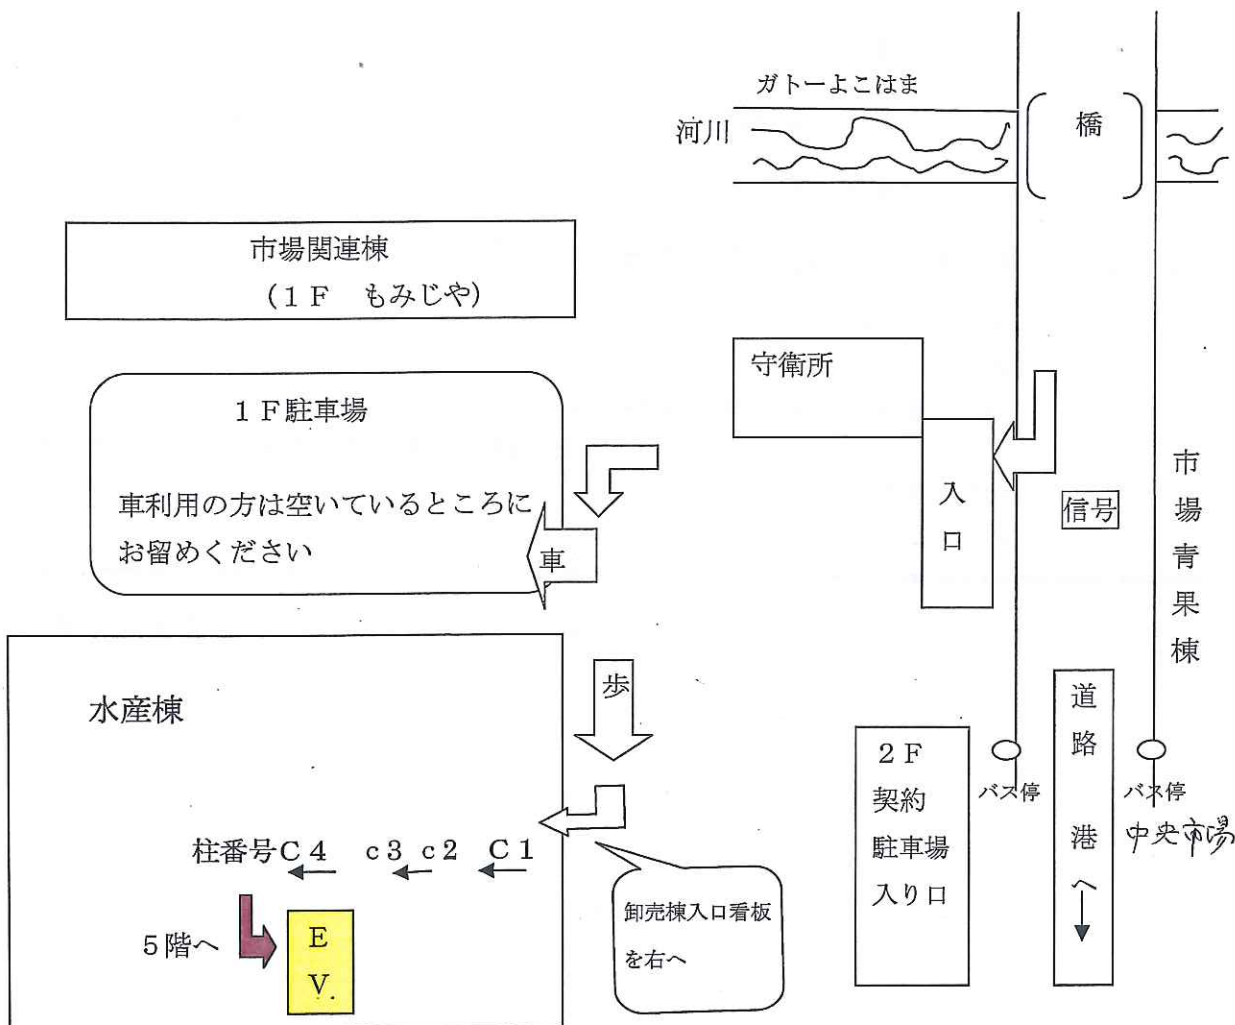 ガトーよこはま
河川
橋
市場関連棟
(１Ｆ　もみじや)
守衛所
１Ｆ駐車場
車利用の方は空いているところに
お留めください
車
入口
信号
市場青果棟
水産棟
歩
２Ｆ
契約
駐車場
入り口
バス停
道路　港へ
バス停
中央市場
柱番号Ｃ４　ｃ３ｃ２　Ｃ１
卸売棟入口看板
を右へ
５階へ
ＥＶ.